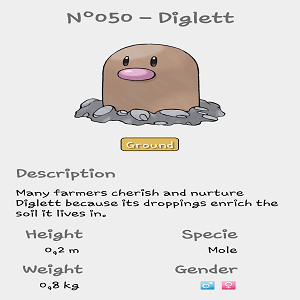 N°050 – Diglett
Ground
Description
Many farmers cherish and nurture
Diglett because its droppings enrich the
soil it lives in.
Height
Specie
0,2 m
Mole
Weight
Gender
0,8 kg